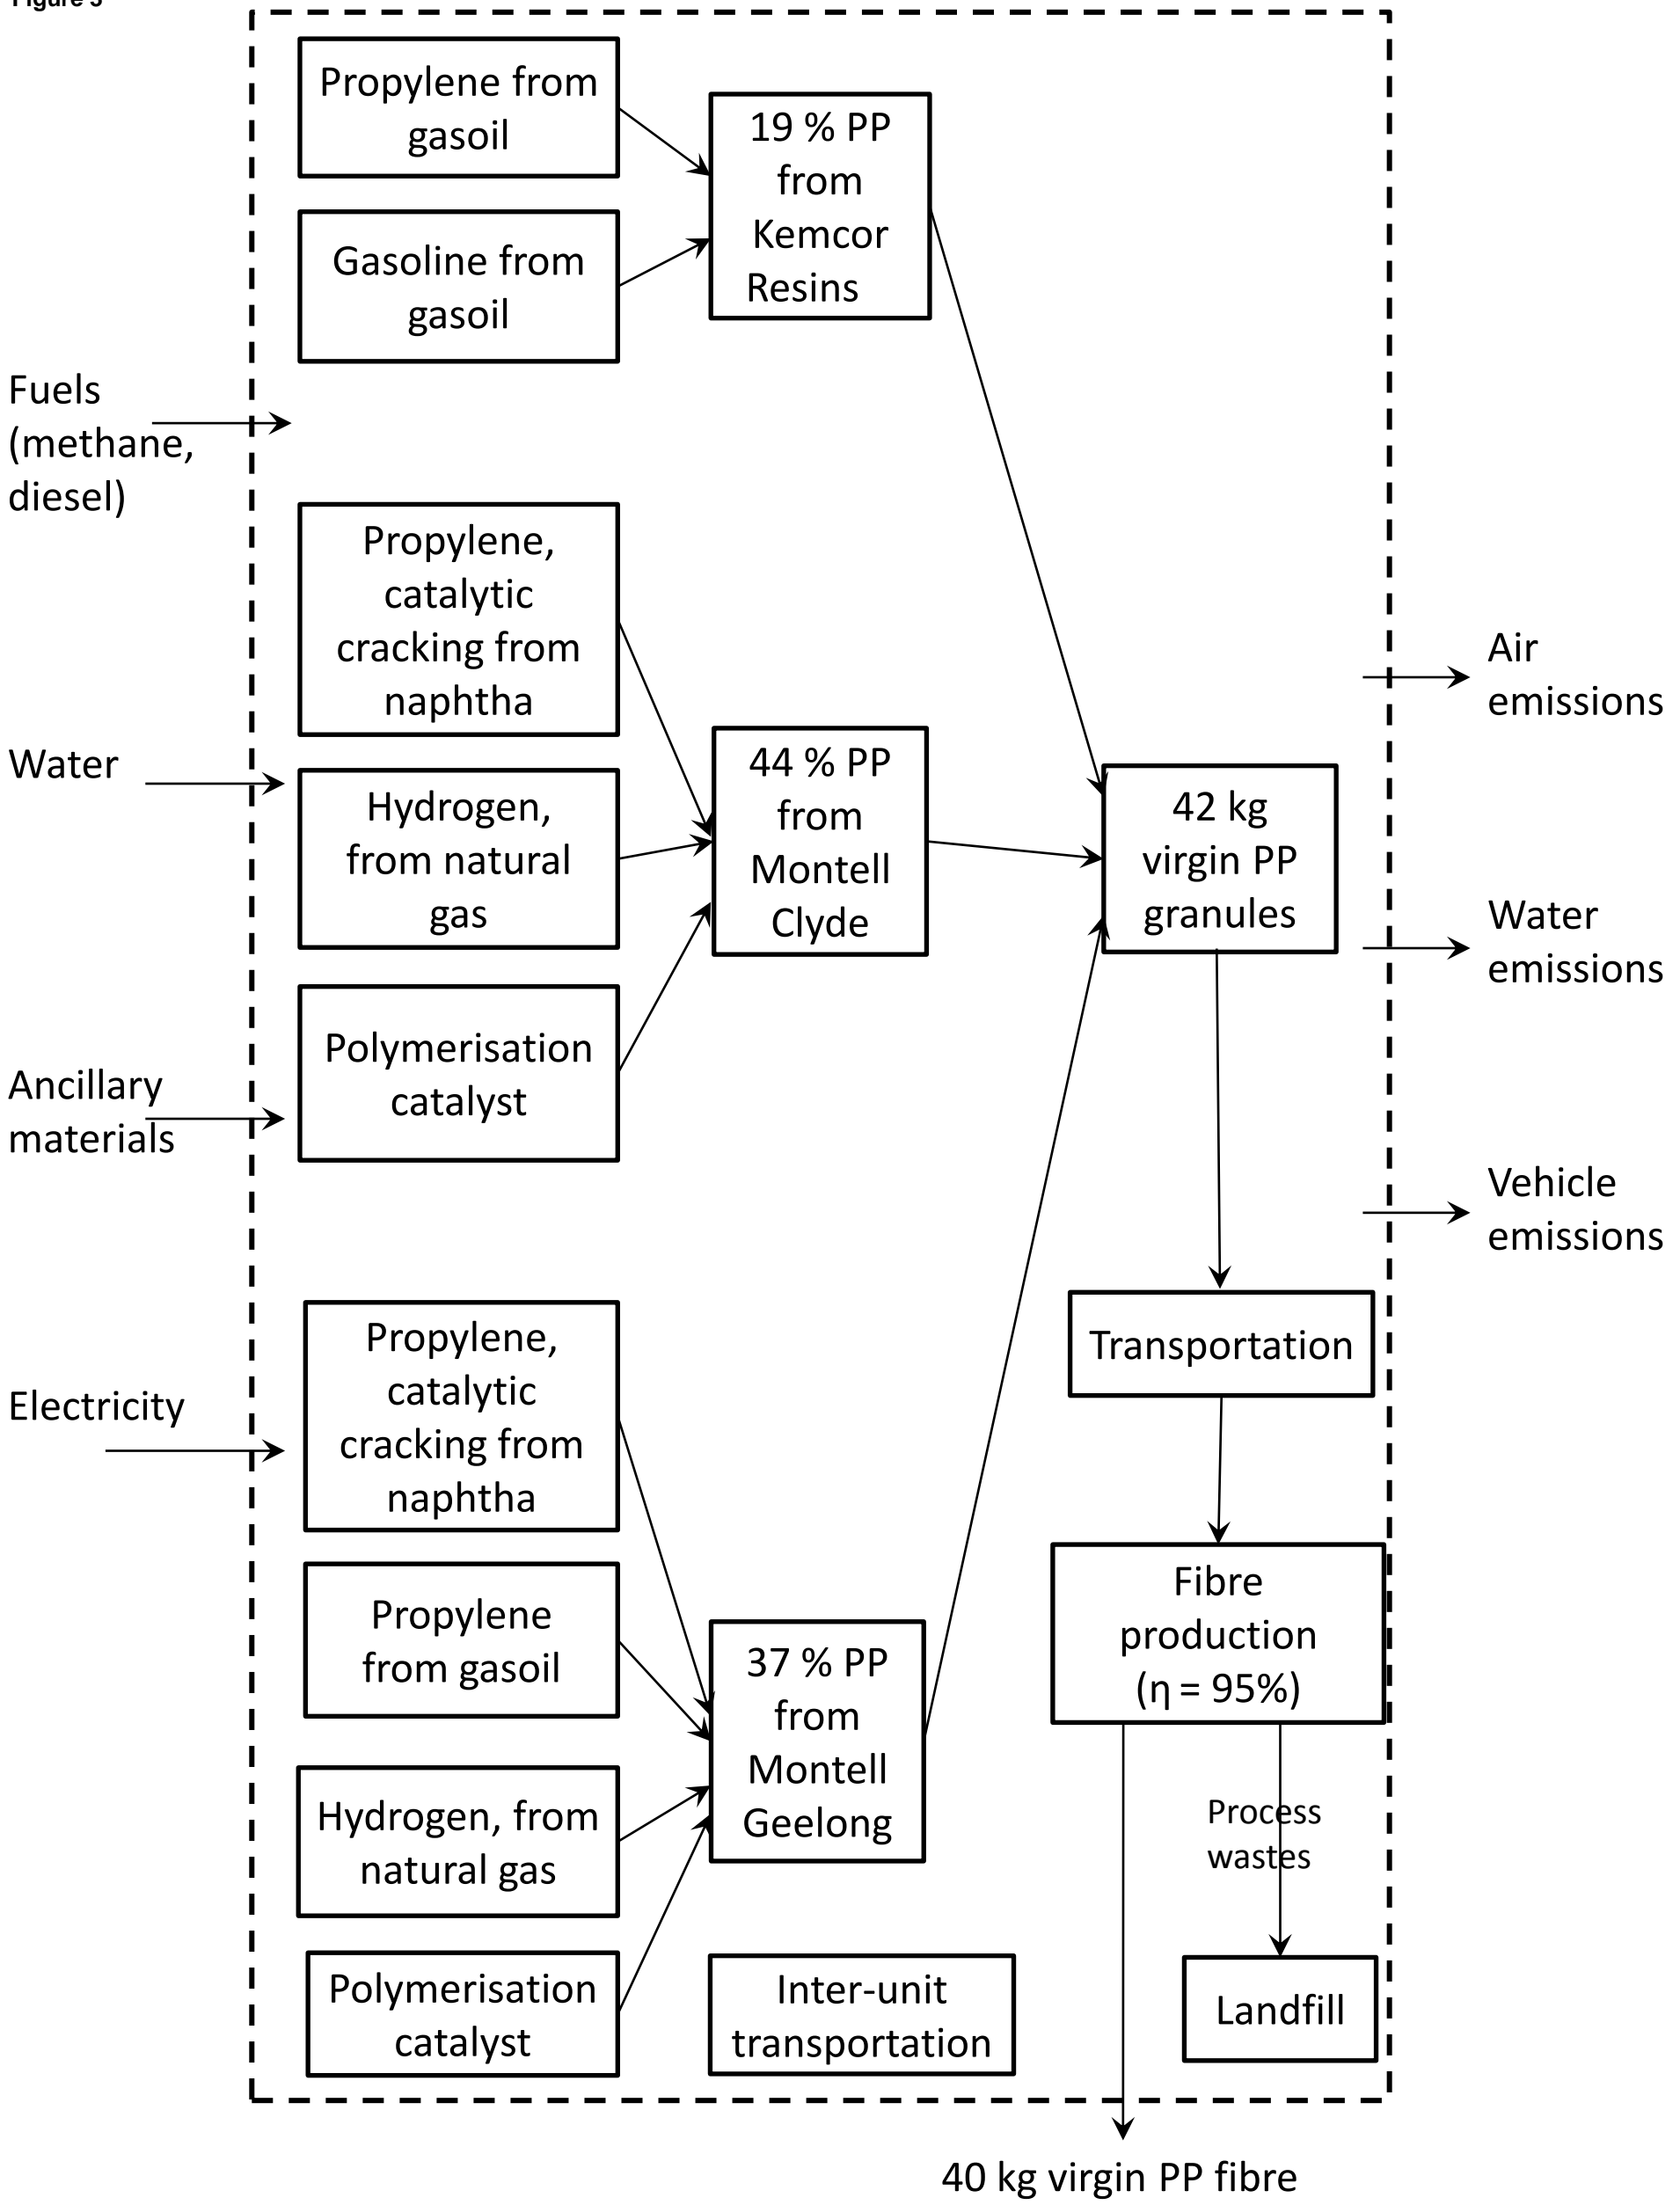 Figure 3
Propylene from
gasoil
19 % PP
from
Kemcor
Resins
Gasoline from
gasoil
Fuels
(methane,
diesel)
Propylene,
catalytic
cracking from
naphtha
Air
emissions
Water
44 % PP
from
Montell
Clyde
42 kg
virgin PP
granules
Hydrogen,
from natural
gas
Water
emissions
Polymerisation
catalyst
Ancillary
materials
Vehicle
emissions
Propylene,
catalytic
cracking from
naphtha
Transportation
Electricity
Propylene
from gasoil
Fibre
production
(η = 95%)
37 % PP
from
Montell
Geelong
Hydrogen, from
natural gas
Process
wastes
Polymerisation
catalyst
Inter-unit
transportation
Landfill
40 kg virgin PP fibre